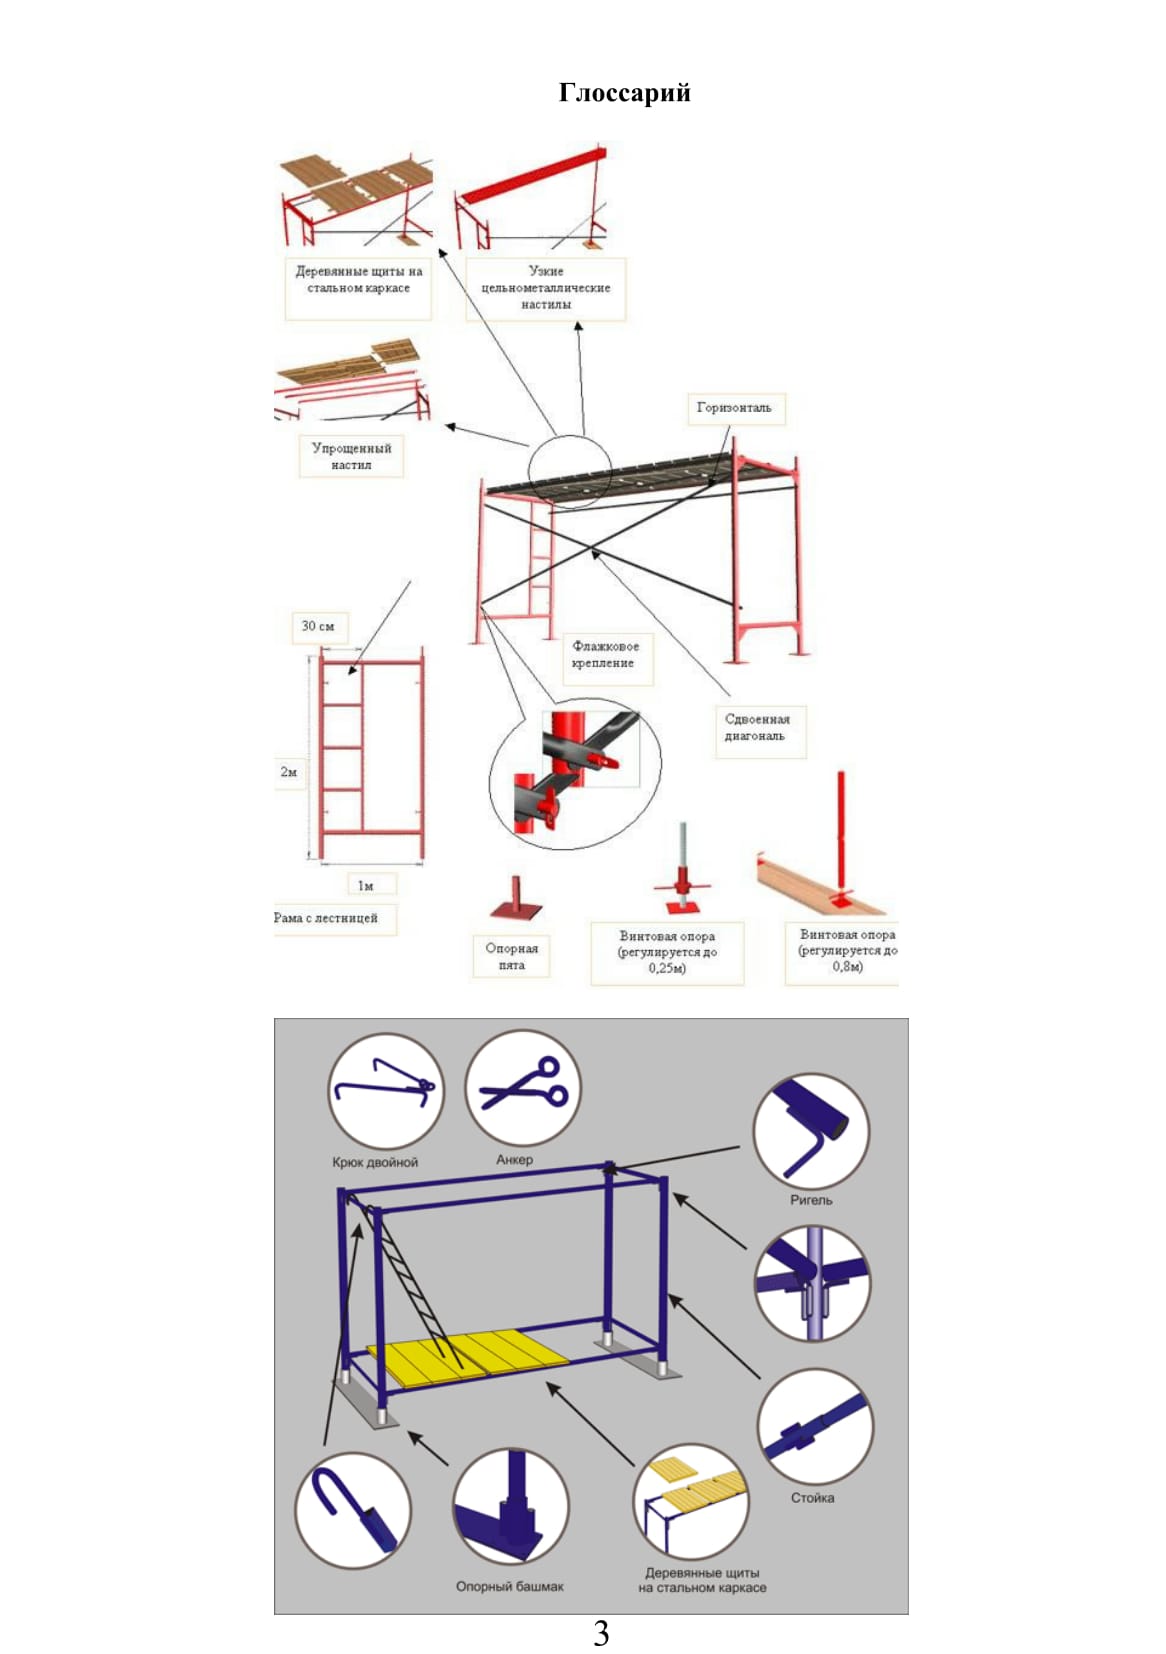 Глоссарий
Деревянные щиты на
стальном каркасе
Узкие
цельнометаллические
настилы
Упрощенный
настил
Горизонталь
30 см
Флажковое
крепление
Сдвоенная
диагональ
2м
1м
Рама с лестницей
Опорная
пята
Винтовая опора
(регулируется до
0,25м)
Винтовая опора
(регулируется до
0,8м)
Крюк двойной
Анкер
Ригель
Стойка
Опорный башмак
Деревянные щиты
на стальном каркасе
3